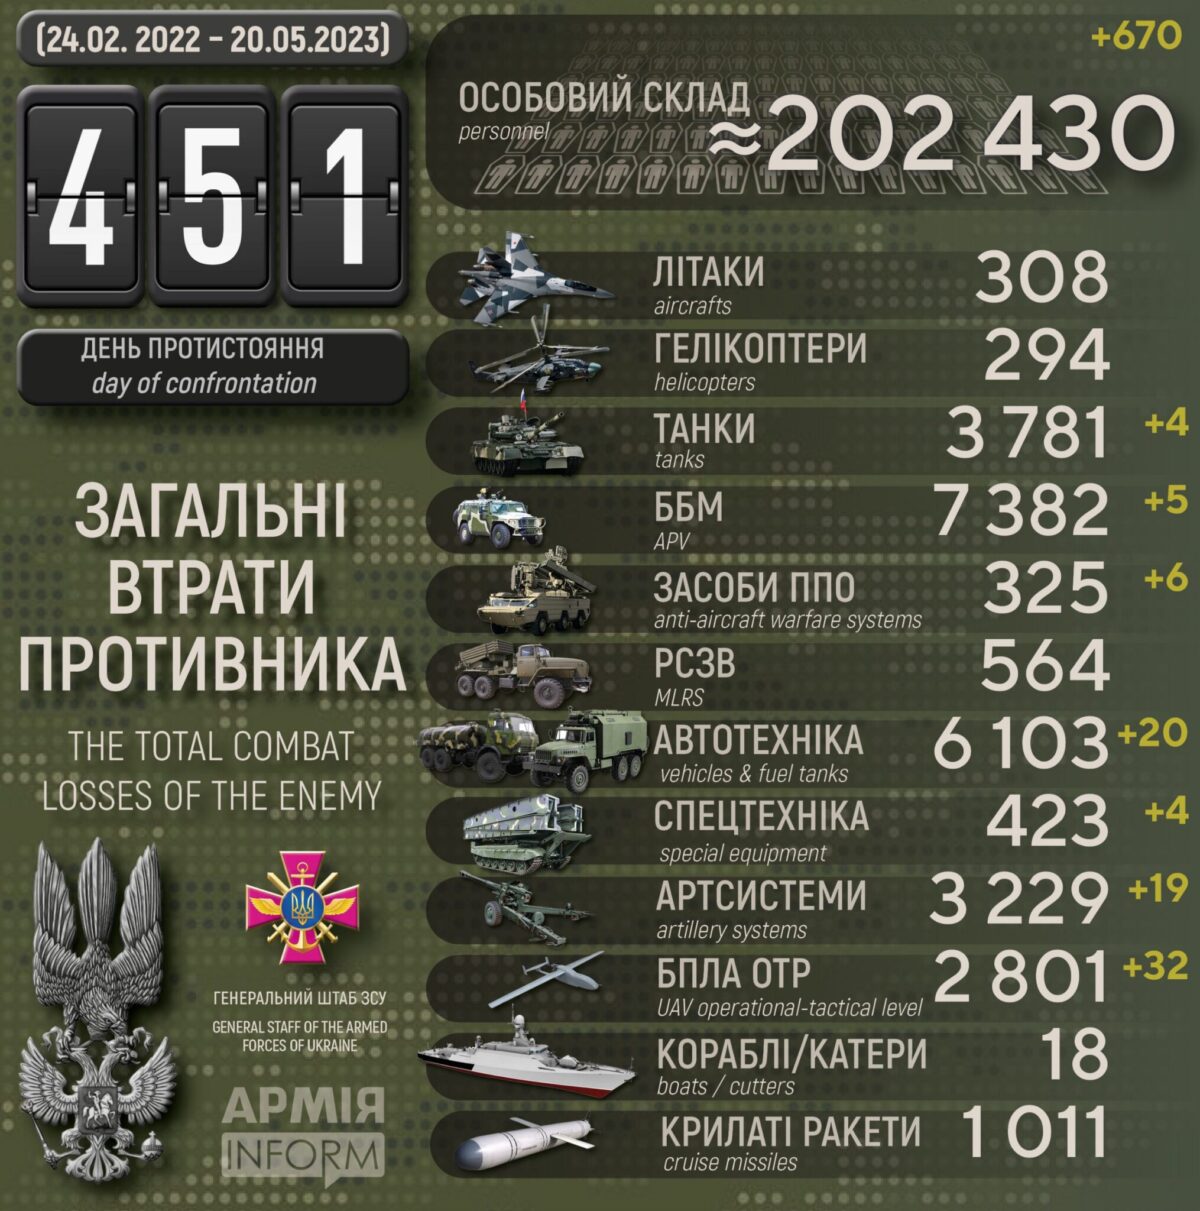 (24.02. 2022 – 20.05.2023)
451
ДЕНЬ ПРОТИСТОЯННЯ
day of confrontation
ЗАГАЛЬНІ
ВТРАТИ
ПРОТИВНИКА
THE TOTAL COMBAT
LOSSES OF THE ENEMY
ГЕНЕРАЛЬНИЙ ШТАБ ЗСУ
GENERAL STAFF OF THE ARMED
FORCES OF UKRAINE
АРМІЯ
INFORM
+670
ОСОБОВИЙ СКЛАД
personnel
≈202 430
ЛІТАКИ 308
aircrafts
ГЕЛІКОПТЕРИ 294
helicopters
ТАНКИ 3 781 +4
tanks
ББМ 7 382 +5
APV
ЗАСОБИ ППО 325 +6
anti-aircraft warfare systems
РСЗВ 564
MLRS
АВТОТЕХНІКА 6 103 +20
vehicles & fuel tanks
СПЕЦТЕХНІКА 423 +4
special equipment
АРТСИСТЕМИ 3 229 +19
artillery systems
БПЛА ОТР 2 801 +32
UAV operational-tactical level
КОРАБЛІ/КАТЕРИ 18
boats / cutters
КРИЛАТІ РАКЕТИ 1 011
cruise missiles